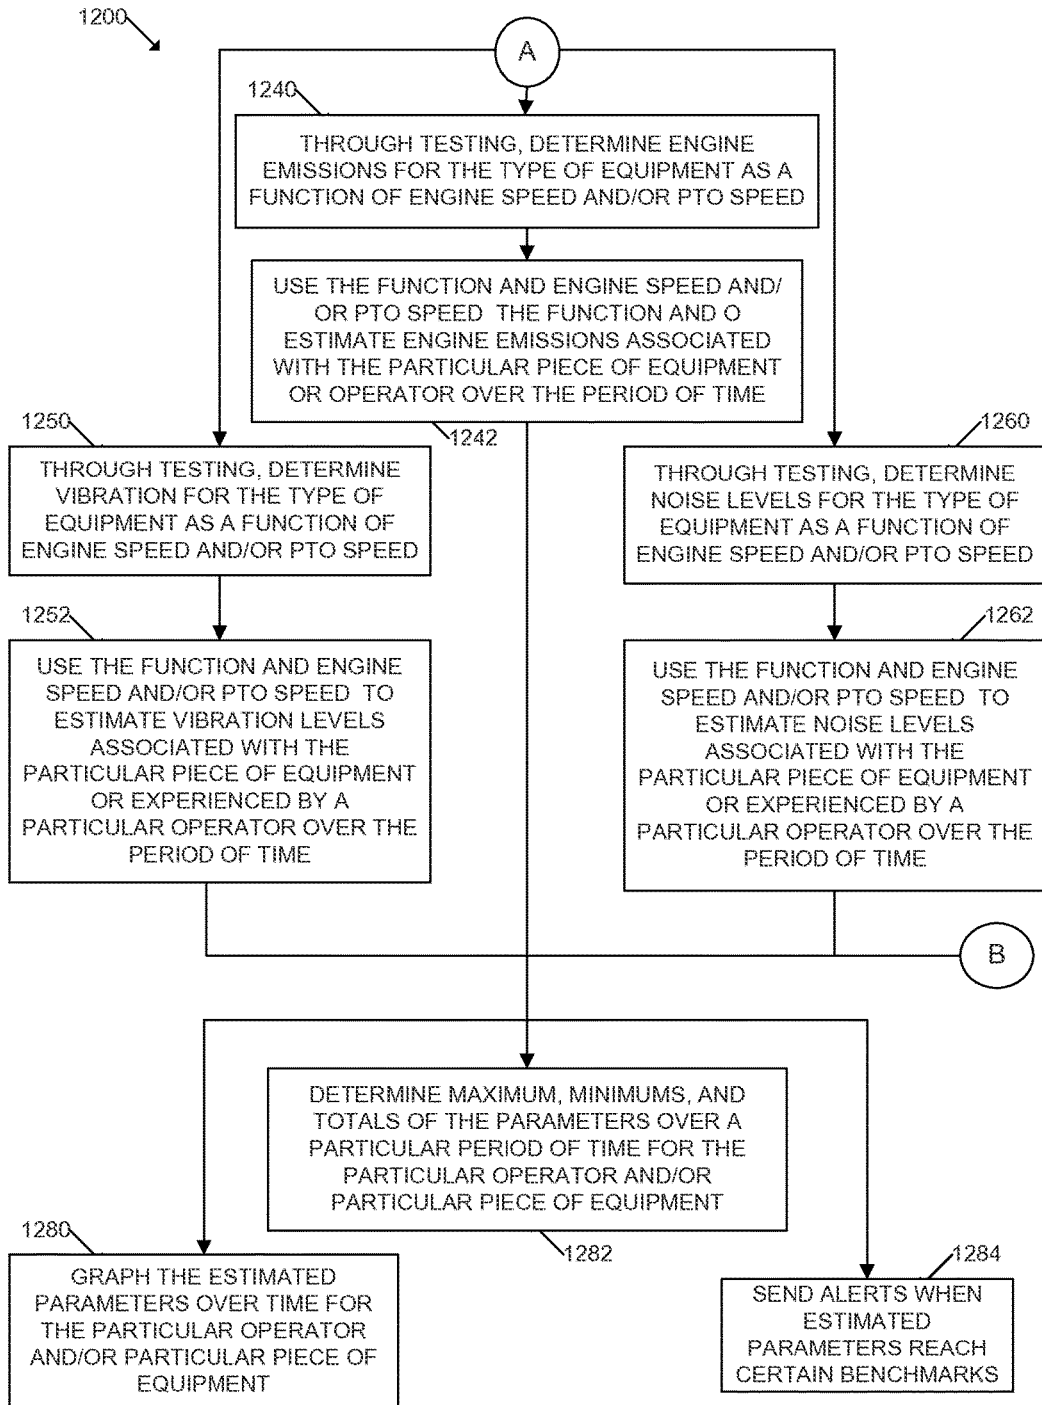 1200
A
1240
THROUGH TESTING, DETERMINE ENGINE
EMISSIONS FOR THE TYPE OF EQUIPMENT AS A
FUNCTION OF ENGINE SPEED AND/OR PTO SPEED
USE THE FUNCTION AND ENGINE SPEED AND/
OR PTO SPEED THE FUNCTION AND O
ESTIMATE ENGINE EMISSIONS ASSOCIATED
WITH THE PARTICULAR PIECE OF EQUIPMENT
OR OPERATOR OVER THE PERIOD OF TIME
1242
1250
THROUGH TESTING, DETERMINE
VIBRATION FOR THE TYPE OF
EQUIPMENT AS A FUNCTION OF
ENGINE SPEED AND/OR PTO SPEED
1260
THROUGH TESTING, DETERMINE
NOISE LEVELS FOR THE TYPE OF
EQUIPMENT AS A FUNCTION OF
ENGINE SPEED AND/OR PTO SPEED
1252
USE THE FUNCTION AND ENGINE
SPEED AND/OR PTO SPEED TO
ESTIMATE VIBRATION LEVELS
ASSOCIATED WITH THE
PARTICULAR PIECE OF EQUIPMENT
OR EXPERIENCED BY A
PARTICULAR OPERATOR OVER THE
PERIOD OF TIME
1262
USE THE FUNCTION AND ENGINE
SPEED AND/OR PTO SPEED TO
ESTIMATE NOISE LEVELS
ASSOCIATED WITH THE
PARTICULAR PIECE OF EQUIPMENT
OR EXPERIENCED BY A
PARTICULAR OPERATOR OVER THE
PERIOD OF TIME
B
DETERMINE MAXIMUM, MINIMUMS, AND
TOTALS OF THE PARAMETERS OVER A
PARTICULAR PERIOD OF TIME FOR THE
PARTICULAR OPERATOR AND/OR
PARTICULAR PIECE OF EQUIPMENT
1282
1280
GRAPH THE ESTIMATED
PARAMETERS OVER TIME FOR
THE PARTICULAR OPERATOR
AND/OR PARTICULAR PIECE OF
EQUIPMENT
1284
SEND ALERTS WHEN
ESTIMATED
PARAMETERS REACH
CERTAIN BENCHMARKS